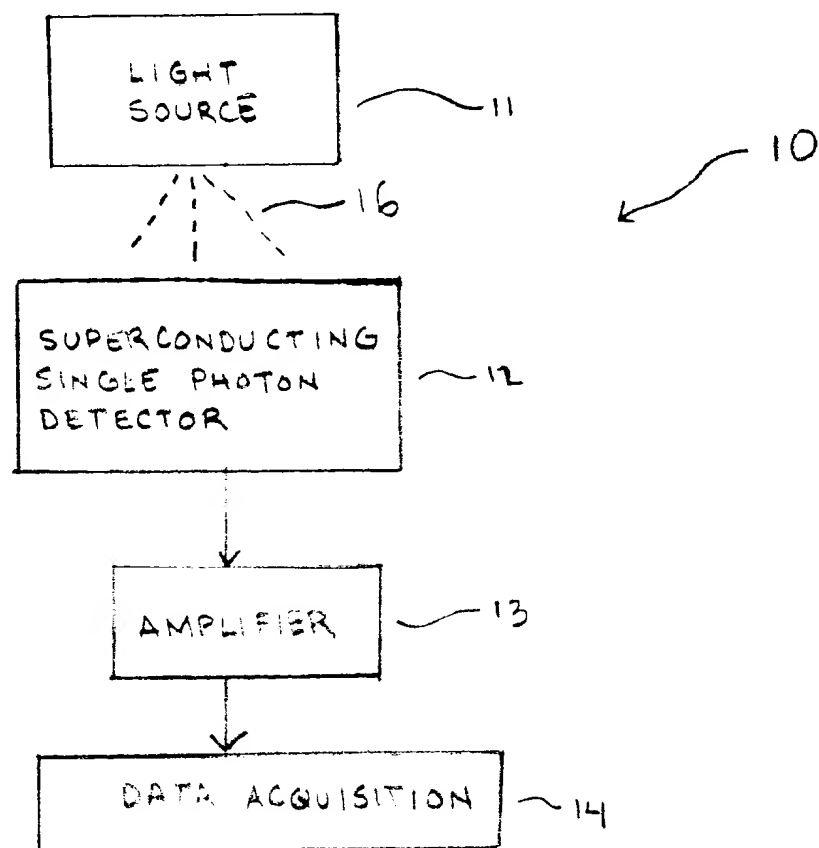 LIGHT
SOURCE
11
10
16
SUPERCONDUCTING
SINGLE PHOTON
DETECTOR
12
AMPLIFIER
13
DATA ACQUISITION
14